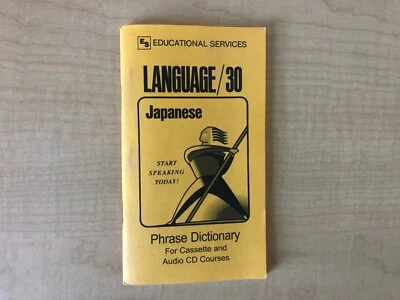 ES EDUCATIONAL SERVICES
LANGUAGE/30
Japanese
START
SPEAKING
TODAY!
Phrase Dictionary
For Cassette and
Audio CD Courses